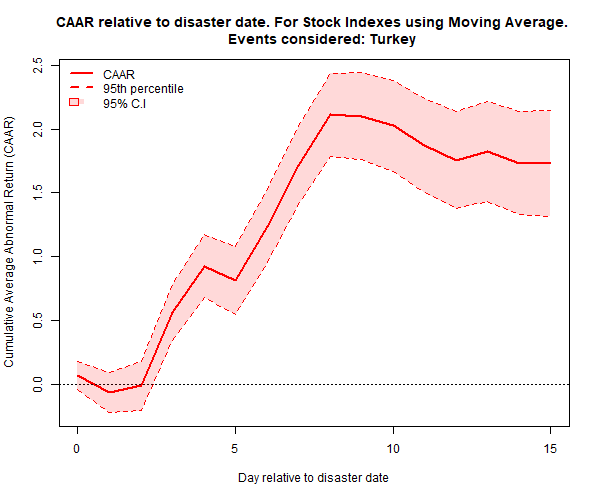 CAAR relative to disaster date. For Stock Indexes using Moving Average.
Events considered: Turkey
CAAR
95th percentile
95% C.I
Cumulative Average Abnormal Return (CAAR)
2.5
2.0
1.5
1.0
0.5
0.0
0 5 10 15
Day relative to disaster date